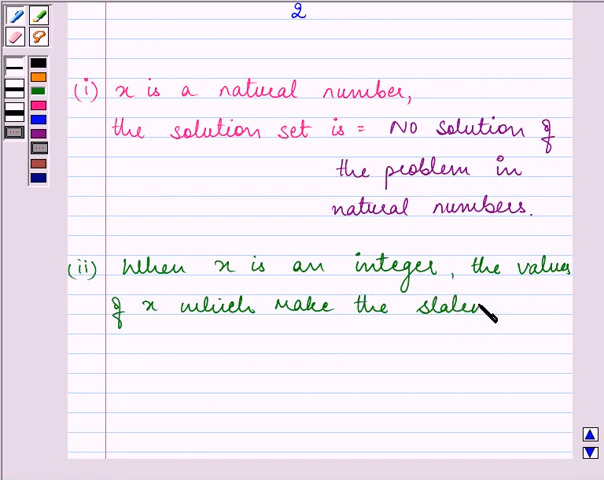 2
(i) x is a natural number,
the solution set is = NO solution of
the problem in
natural numbers.
(ii) When x is an integer, the values
of x which make the statem